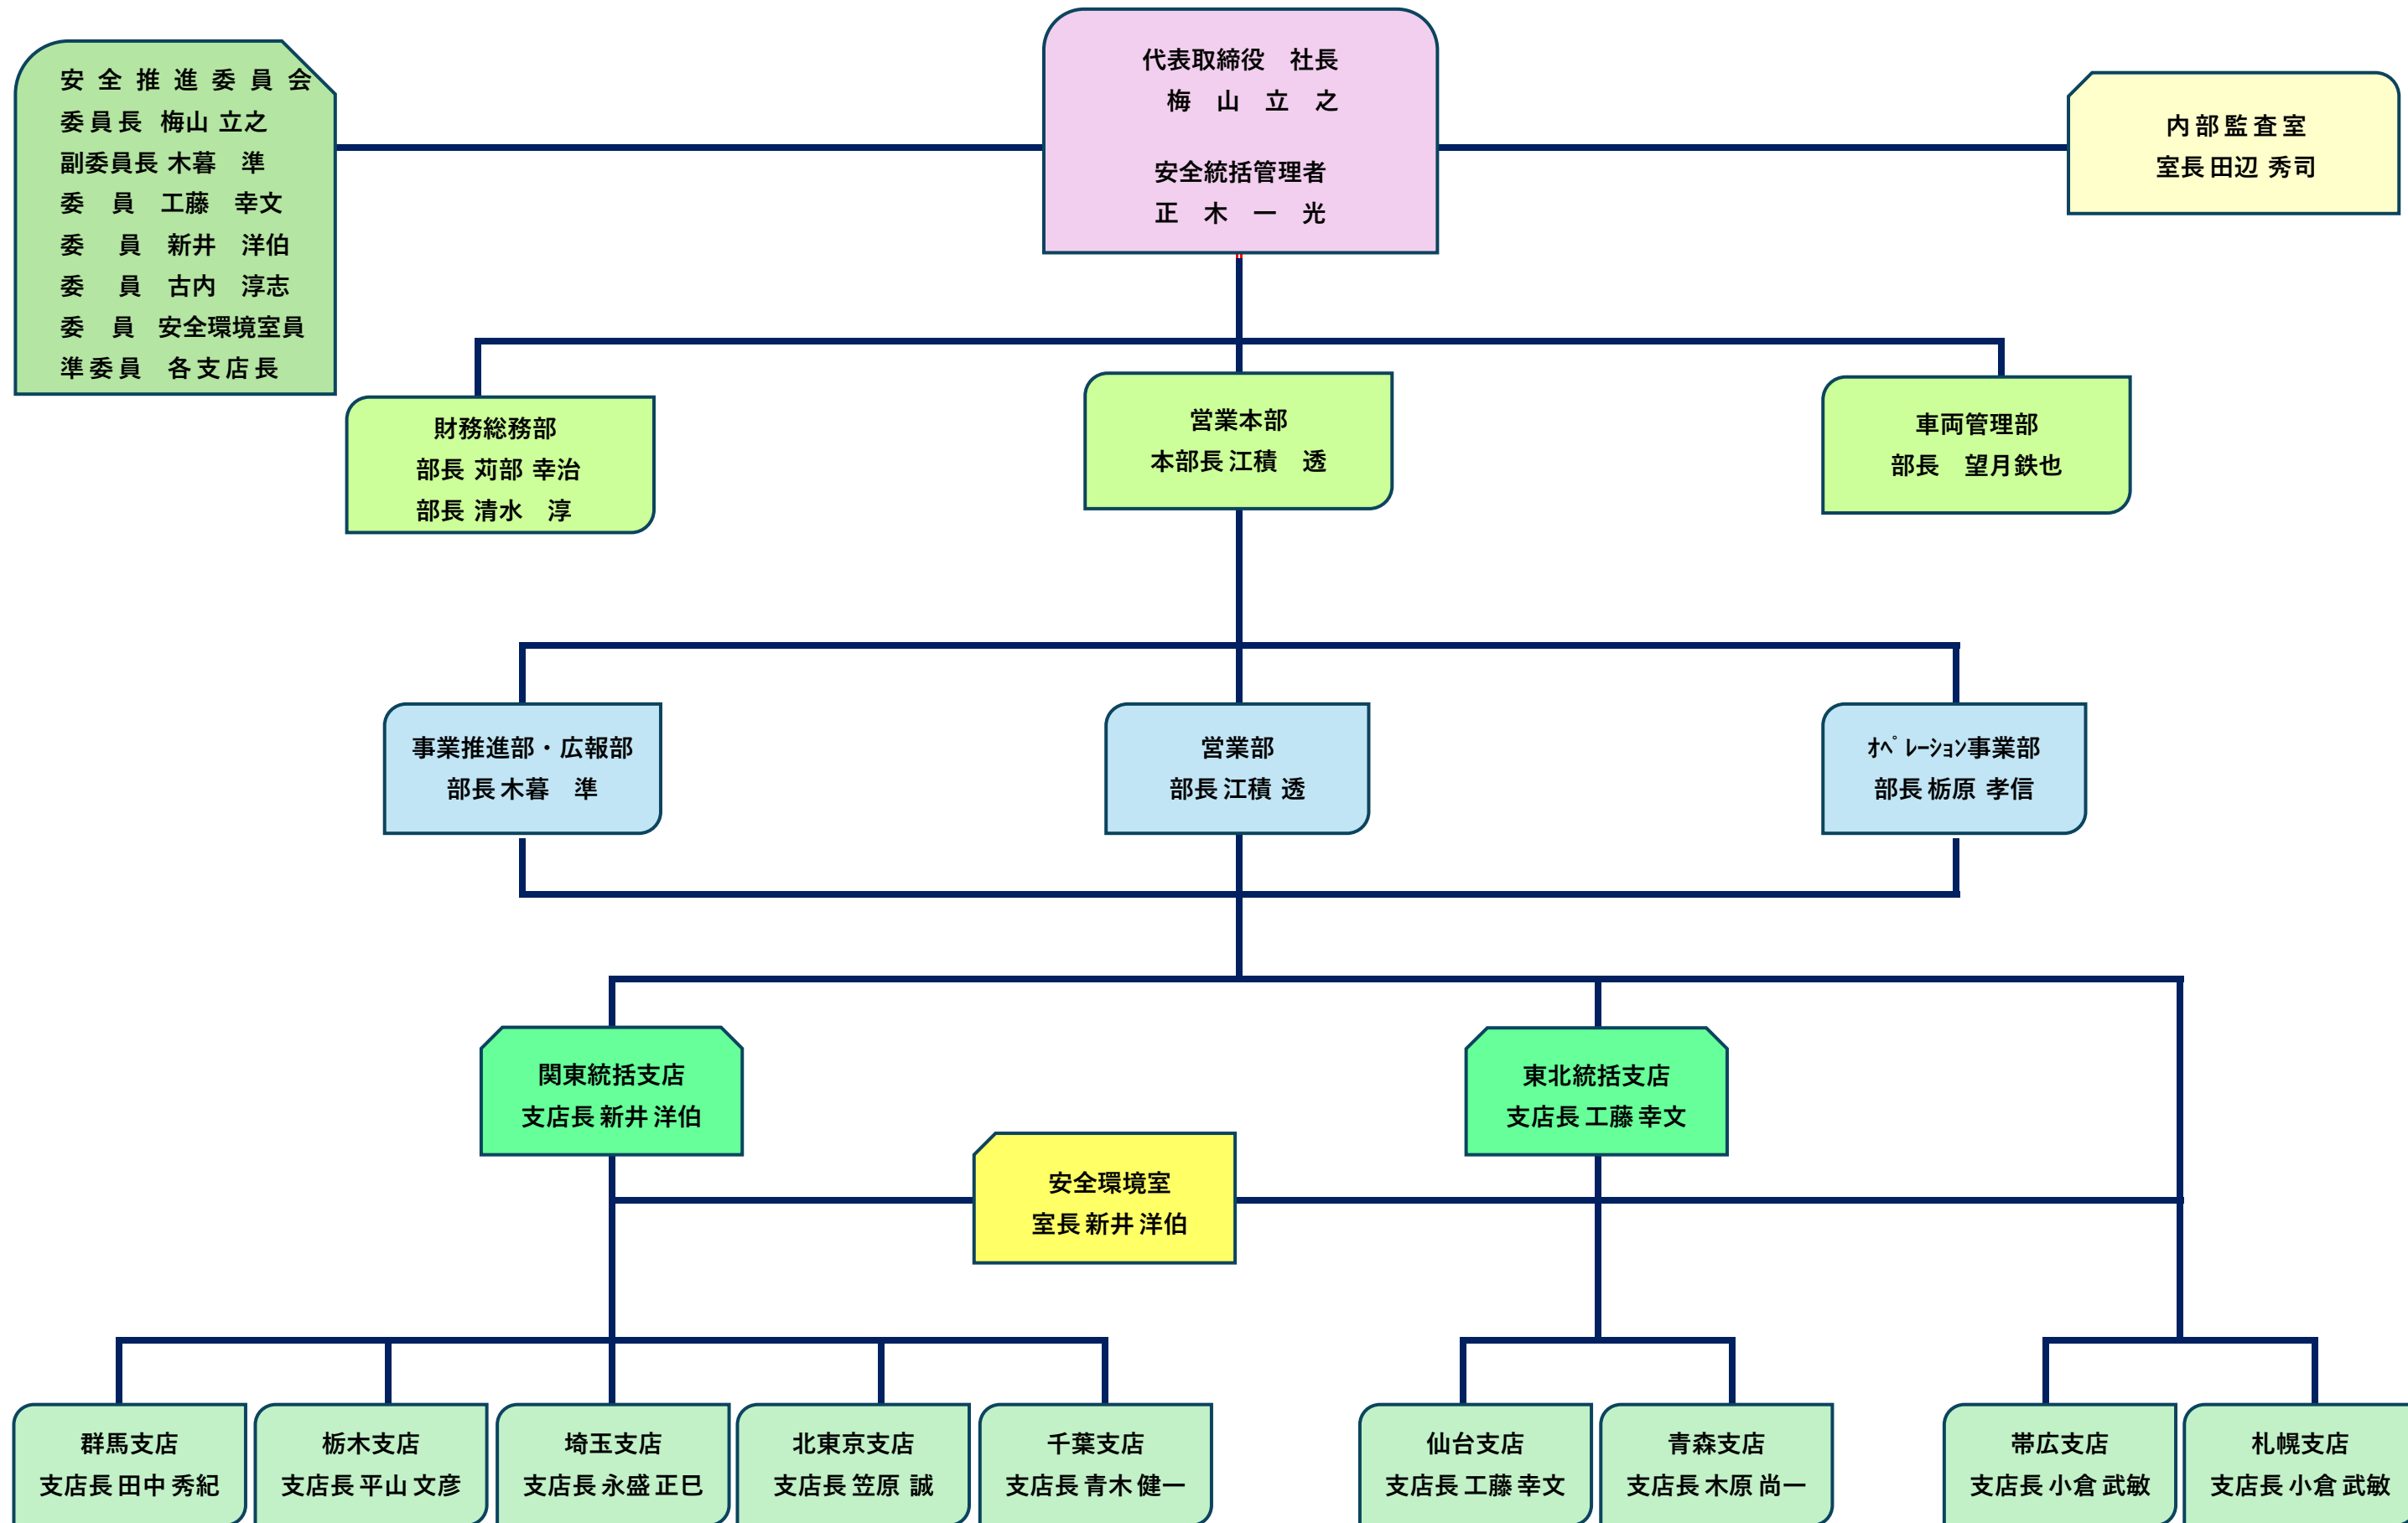 安全推進委員会
委員長 梅山 立之
副委員長 木暮　準
委　員　工藤　幸文
委　員　新井　洋伯
委　員　古内　淳志
委　員　安全環境室員
準委員　各支店長
代表取締役　社長
梅　山　立　之
安全統括管理者
正　木　一　光
内部監査室
室長 田辺 秀司
財務総務部
部長 苅部 幸治
部長 清水　淳
営業本部
本部長 江積　透
車両管理部
部長　望月鉄也
事業推進部・広報部
部長 木暮　準
営業部
部長 江積 透
ｵﾍﾟﾚｰｼｮﾝ事業部
部長 栃原 孝信
関東統括支店
支店長 新井 洋伯
東北統括支店
支店長 工藤 幸文
安全環境室
室長 新井 洋伯
群馬支店
支店長 田中 秀紀
栃木支店
支店長 平山 文彦
埼玉支店
支店長 永盛 正巳
北東京支店
支店長 笠原 誠
千葉支店
支店長 青木 健一
仙台支店
支店長 工藤 幸文
青森支店
支店長 木原 尚一
帯広支店
支店長 小倉 武敏
札幌支店
支店長 小倉 武敏